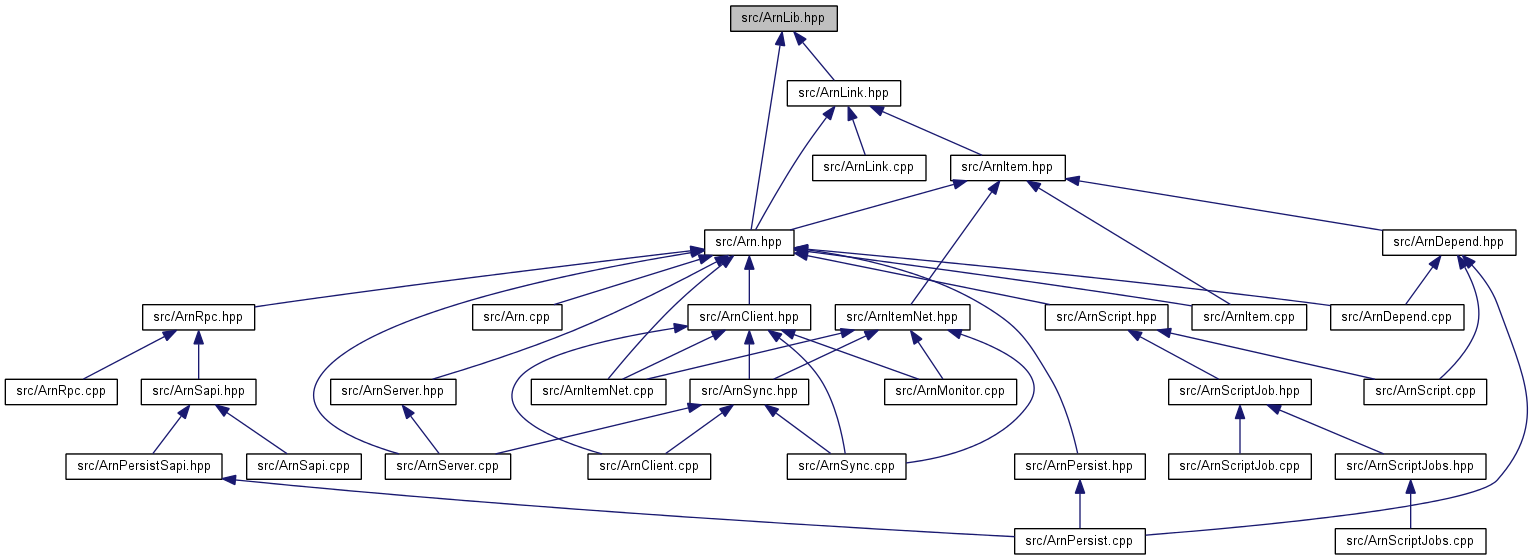 src/ArnLib.hpp
src/ArnLink.hpp
src/ArnLink.cpp
src/ArnItem.hpp
src/Arn.hpp
src/ArnDepend.hpp
src/ArnRpc.hpp
src/Arn.cpp
src/ArnClient.hpp
src/ArnItemNet.hpp
src/ArnScript.hpp
src/ArnItem.cpp
src/ArnDepend.cpp
src/ArnRpc.cpp
src/ArnSapi.hpp
src/ArnServer.hpp
src/ArnItemNet.cpp
src/ArnSync.hpp
src/ArnMonitor.cpp
src/ArnScriptJob.hpp
src/ArnScript.cpp
src/ArnPersistSapi.hpp
src/ArnSapi.cpp
src/ArnServer.cpp
src/ArnClient.cpp
src/ArnSync.cpp
src/ArnPersist.hpp
src/ArnScriptJob.cpp
src/ArnScriptJobs.hpp
src/ArnPersist.cpp
src/ArnScriptJobs.cpp